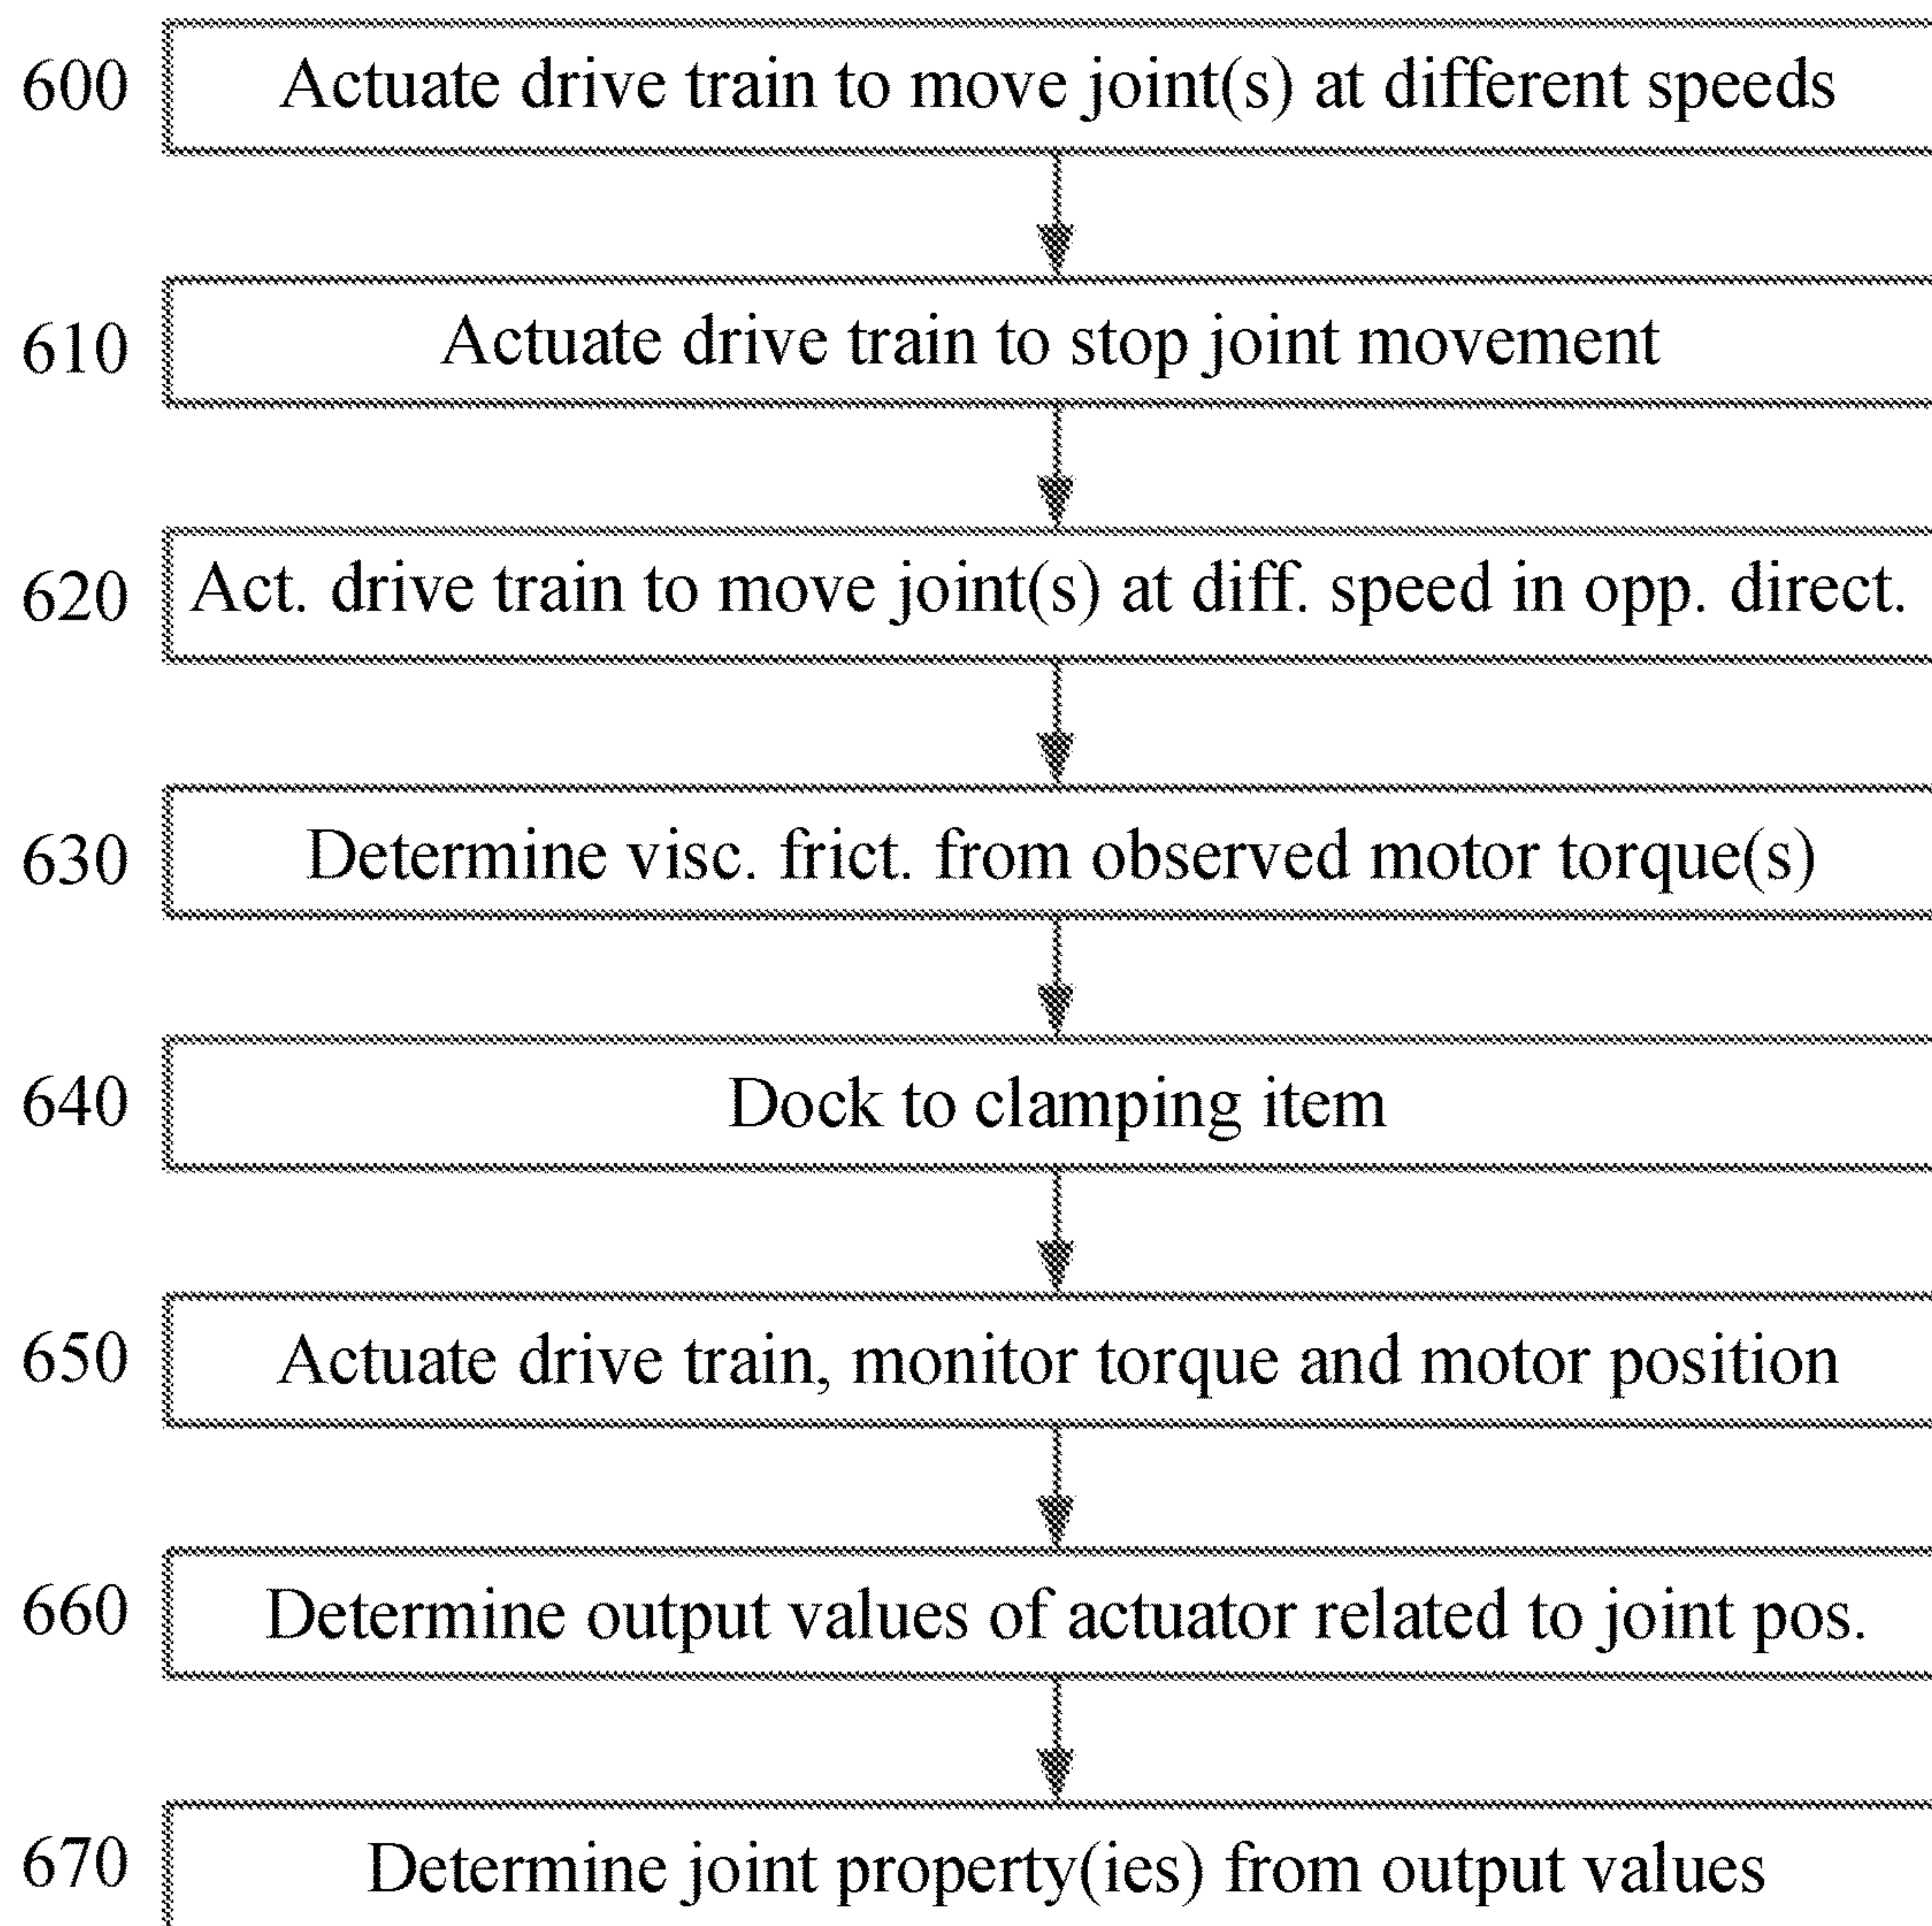 600 Actuate drive train to move joint(s) at different speeds
610 Actuate drive train to stop joint movement
620 Act. drive train to move joint(s) at diff. speed in opp. direct.
630 Determine visc. frict. from observed motor torque(s)
640 Dock to clamping item
650 Actuate drive train, monitor torque and motor position
660 Determine output values of actuator related to joint pos.
670 Determine joint property(ies) from output values